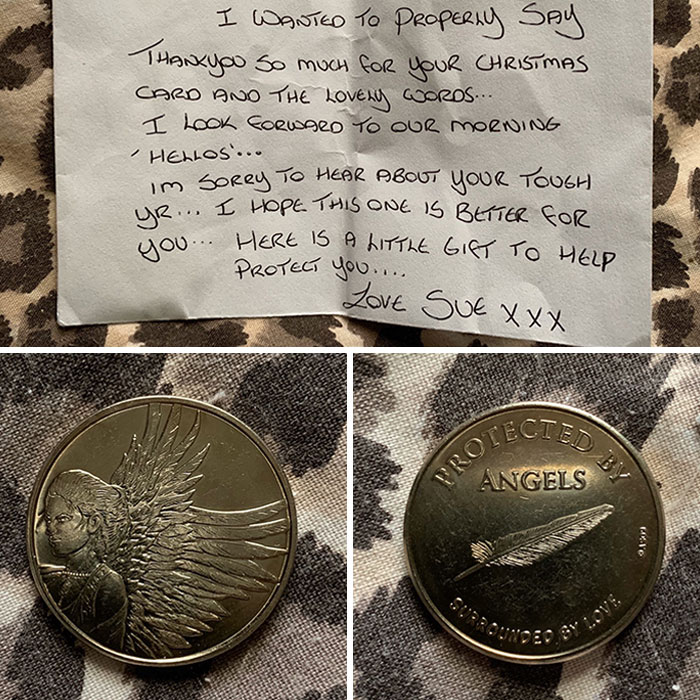 I WANTED TO PROPERLY SAY
THANKYOU SO MUCH FOR YOUR CHRISTMAS
CARD AND THE LOVELY WORDS...
I LOOK FORWARD TO OUR MORNING
'HELLOS'...
IM SORRY TO HEAR ABOUT YOUR TOUGH
YR... I HOPE THIS ONE IS BETTER FOR
YOU... HERE IS A LITTLE GIFT TO HELP
PROTECT YOU....
LOVE SUE XXX
PROTECTED BY
ANGELS
SURROUNDED BY LOVE